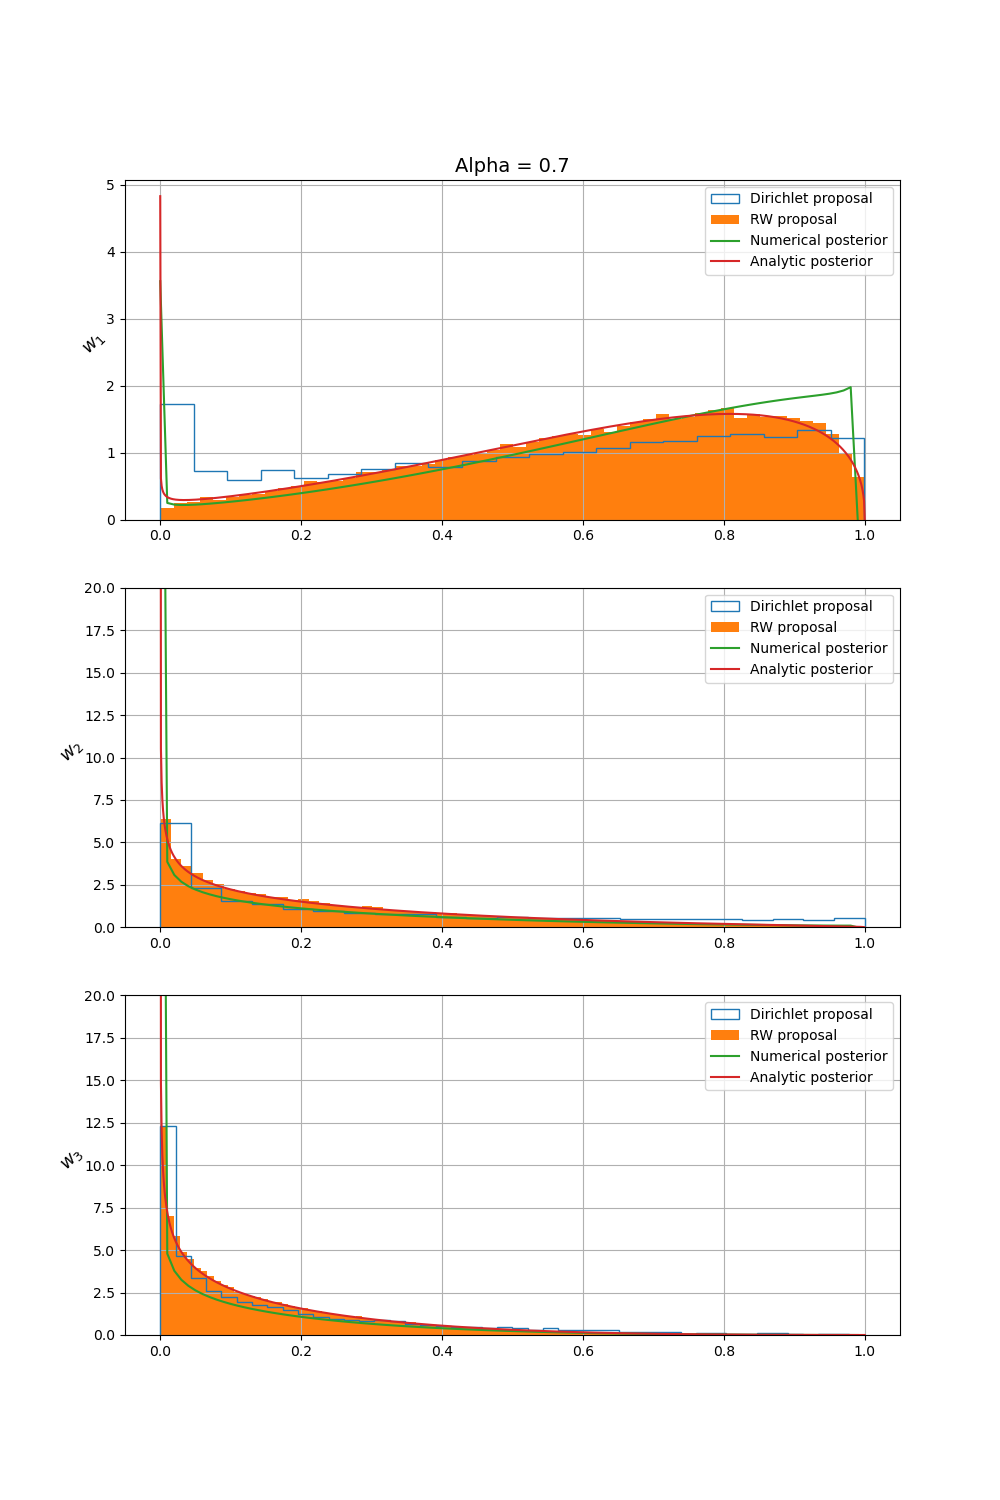 Alpha = 0.7
5
4
3
2
1
0
w1
Dirichlet proposal
RW proposal
Numerical posterior
Analytic posterior
0.0 0.2 0.4 0.6 0.8 1.0
20.0
17.5
15.0
12.5
10.0
7.5
5.0
2.5
0.0
w2
Dirichlet proposal
RW proposal
Numerical posterior
Analytic posterior
0.0 0.2 0.4 0.6 0.8 1.0
20.0
17.5
15.0
12.5
10.0
7.5
5.0
2.5
0.0
w3
Dirichlet proposal
RW proposal
Numerical posterior
Analytic posterior
0.0 0.2 0.4 0.6 0.8 1.0